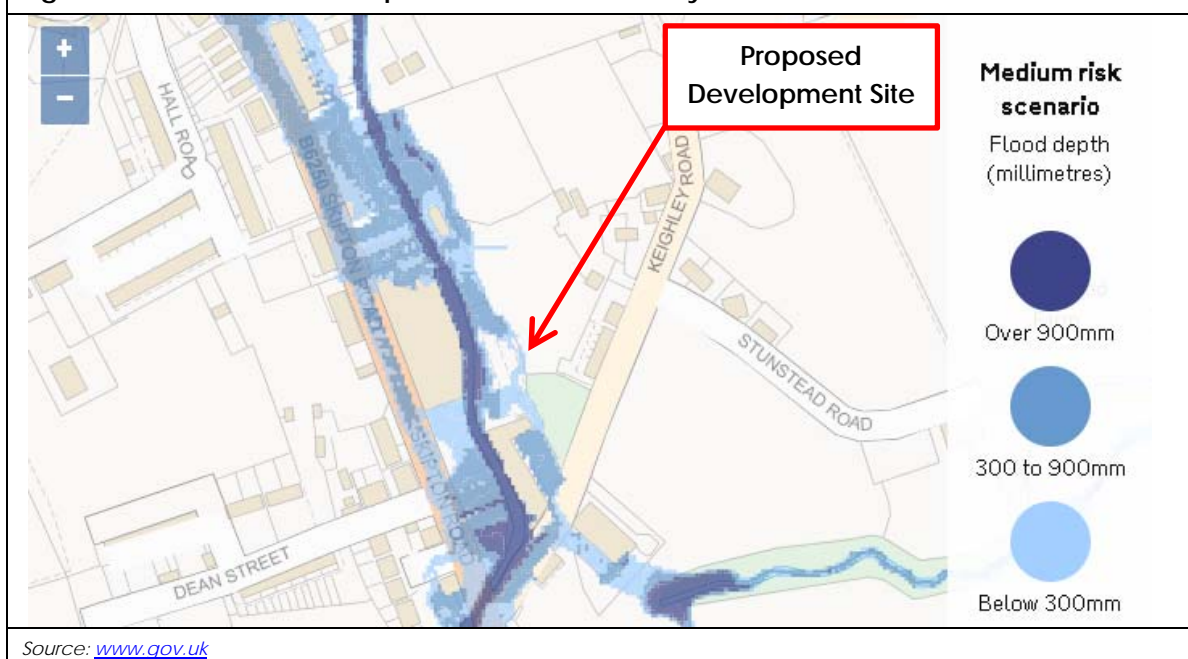 +
-
HALL ROAD
B6250 SKIPTON ROAD
SKIPTON ROAD
DEAN STREET
KEIGHLEY ROAD
STUNSTEAD ROAD
Proposed
Development Site
Medium risk
scenario
Flood depth
(millimetres)
Over 900mm
300 to 900mm
Below 300mm
Source: www.gov.uk